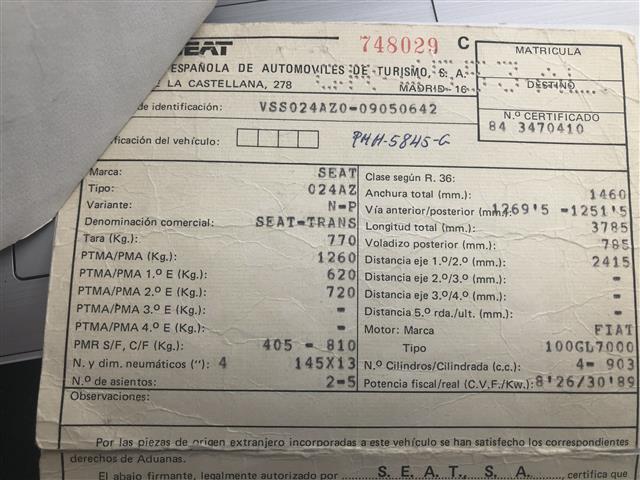 SEAT 748029 C
ESPAÑOLA DE AUTOMOVILES DE TURISMO, S. A.
LA CASTELLANA, 278 MADRID-16
MATRICULA
DESTINO
N.º CERTIFICADO
84 3470410
de identificación: VSS024AZ0-09050642
ificación del vehículo: PMM-5845-G
Marca: SEAT
Tipo: 024AZ
Variante: N-P
Denominación comercial: SEAT-TRANS
Tara (Kg.): 770
PTMA/PMA (Kg.): 1260
PTMA/PMA 1.º E (Kg.): 620
PTMA/PMA 2.º E (Kg.): 720
PTMA/PMA 3.º E (Kg.):
PTMA/PMA 4.º E (Kg.):
PMR S/F, C/F (Kg.): 405 - 810
N. y dim. neumáticos (''): 4 145X13
N.º de asientos: 2-5
Clase según R. 36:
Anchura total (mm.): 1460
Vía anterior/posterior (mm.): 1269'5 -1251'5
Longitud total (mm.): 3785
Voladizo posterior (mm.): 785
Distancia eje 1.º/2.º (mm.): 2415
Distancia eje 2.º/3.º (mm.):
Distancia eje 3.º/4.º (mm.):
Distancia 5.º rda./ult. (mm.):
Motor: Marca FIAT
Tipo 100GL7000
N.º Cilindros/Cilindrada (c.c.): 4- 903
Potencia fiscal/real (C.V.F./Kw.): 8'26/30'89
Observaciones:
Por las piezas de origen extranjero incorporadas a este vehículo se han satisfecho los correspondientes
derechos de Aduanas.
El abajo firmante, legalmente autorizado por S. E. A T., S. A. certifica que